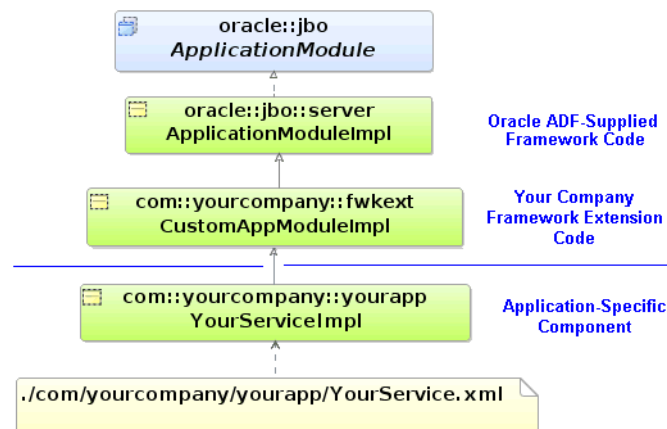 oracle::jbo
ApplicationModule
oracle::jbo::server
ApplicationModuleImpl
Oracle ADF-Supplied
Framework Code
com::yourcompany::fwkext
CustomAppModuleImpl
Your Company
Framework Extension
Code
com::yourcompany::yourapp
YourServiceImpl
Application-Specific
Component
./com/yourcompany/yourapp/YourService.xml